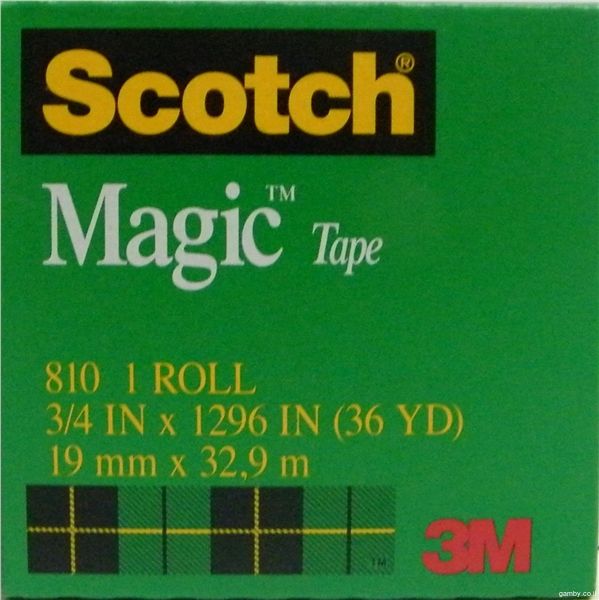 Scotch®
Magic™ Tape
810 1 ROLL
3/4 IN x 1296 IN (36 YD)
19 mm x 32,9 m
™
3M
gamby.co.il